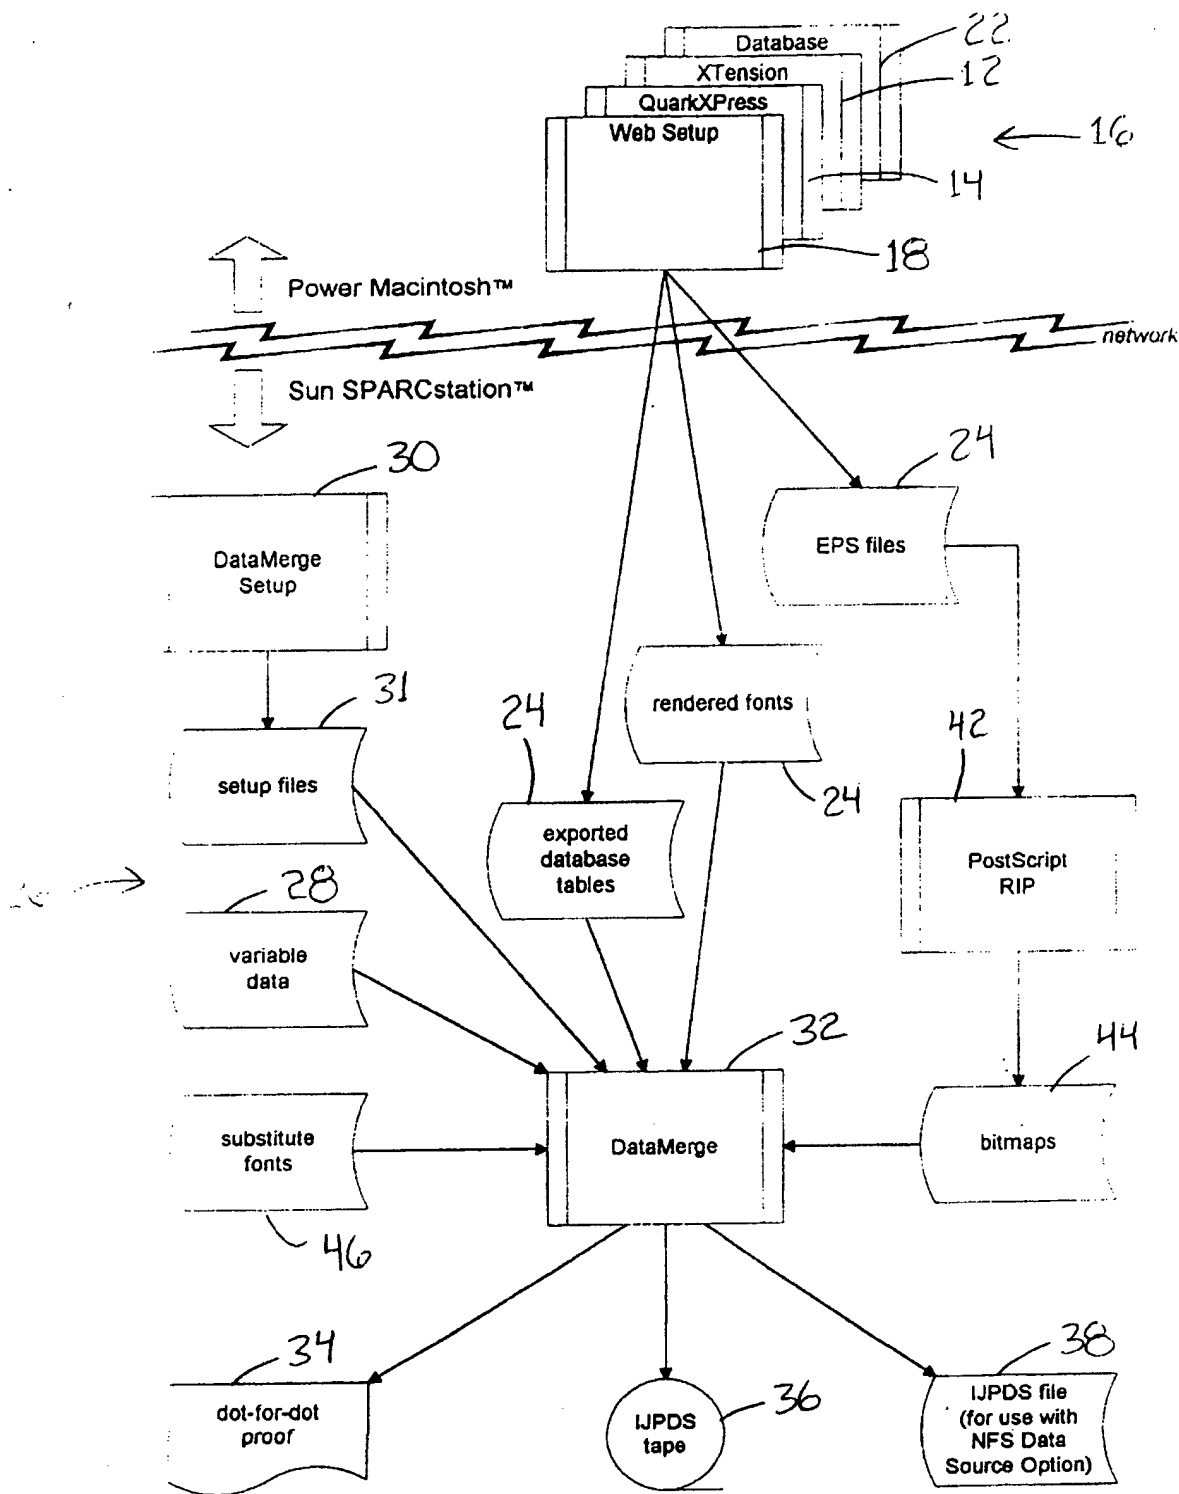 Database
22
XTension
12
QuarkXPress
Web Setup
16
14
18
Power Macintosh™
network
Sun SPARCstation™
30
24
DataMerge
Setup
EPS files
31
24
rendered fonts
42
setup files
24
exported
database
tables
PostScript
RIP
28
variable
data
32
44
substitute
fonts
DataMerge
bitmaps
46
34
38
dot-for-dot
proof
IJPDS
tape
36
IJPDS file
(for use with
NFS Data
Source Option)